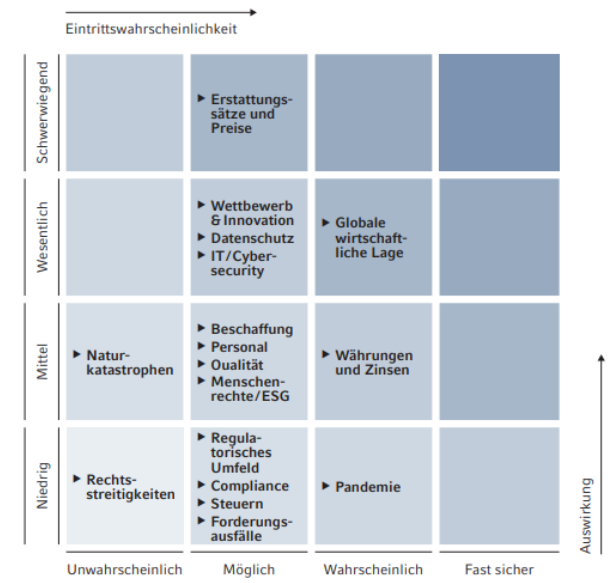 Eintrittswahrscheinlichkeit
Schwerwiegend
▶ Erstattungs-
sätze und
Preise
Wesentlich
▶ Wettbewerb
& Innovation
▶ Datenschutz
▶ IT/Cyber-
security
▶ Globale
wirtschaft-
liche Lage
Mittel
▶ Natur-
katastrophen
▶ Beschaffung
▶ Personal
▶ Qualität
▶ Menschen-
rechte/ESG
▶ Währungen
und Zinsen
Niedrig
▶ Rechts-
streitigkeiten
▶ Regula-
torisches
Umfeld
▶ Compliance
▶ Steuern
▶ Forderungs-
ausfälle
▶ Pandemie
Auswirkung
Unwahrscheinlich
Möglich
Wahrscheinlich
Fast sicher